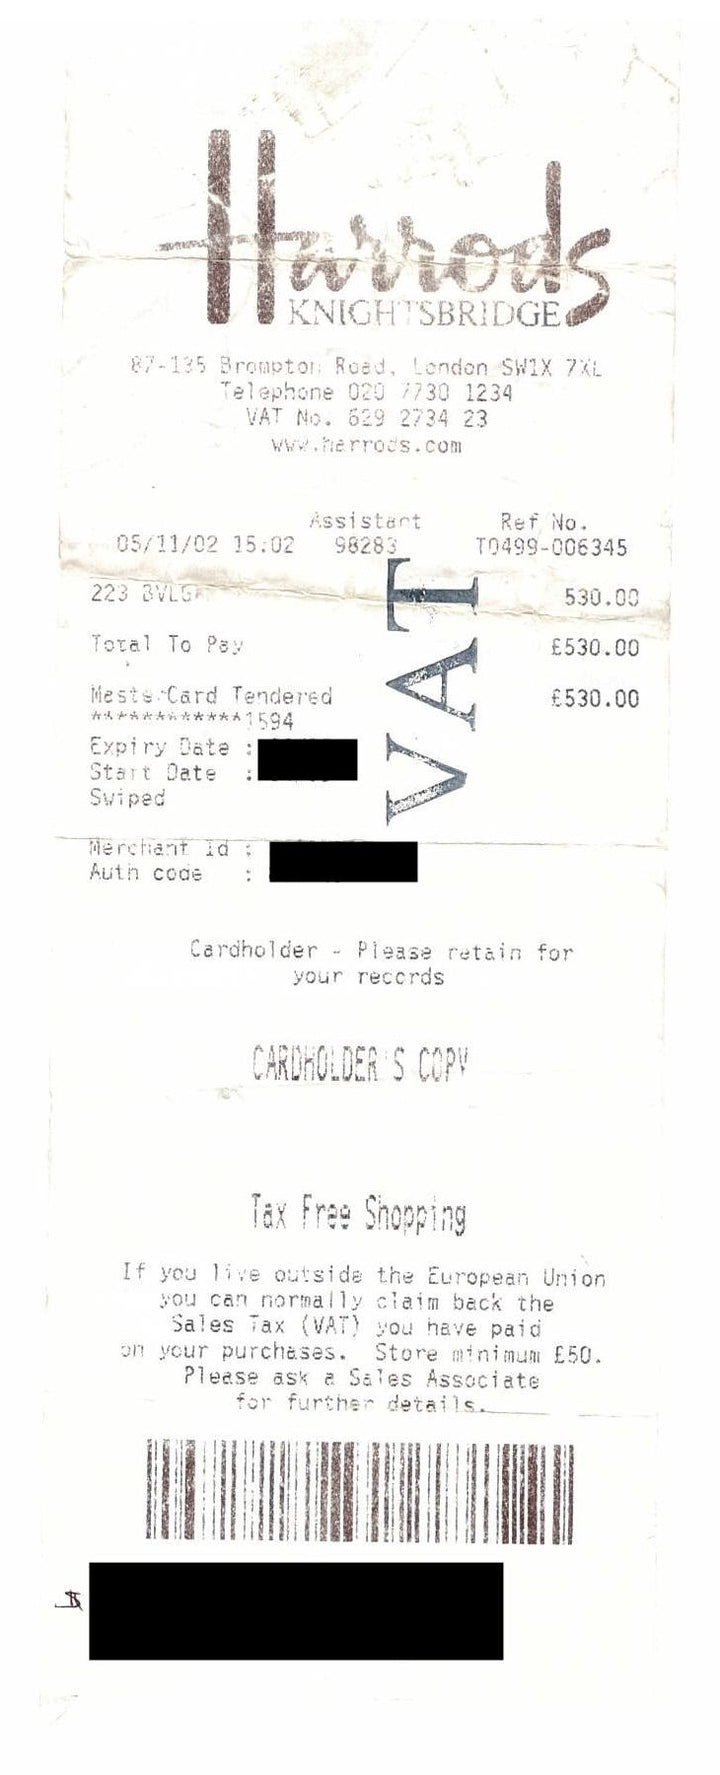 Harrods
KNIGHTSBRIDGE
87-135 Brompton Road, London SW1X 7XL
Telephone 020 7730 1234
VAT No. 629 2734 23
www.harrods.com
Assistant Ref No.
05/11/02 15:02 98283 T0499-006345
223 BVLGA 530.00
Total To Pay £530.00
MasterCard Tendered £530.00
************1594
Expiry Date :
Start Date :
Swiped
VAT
Merchant id :
Auth code :
Cardholder - Please retain for
your records
CARDHOLDER'S COPY
Tax Free Shopping
If you live outside the European Union
you can normally claim back the
Sales Tax (VAT) you have paid
on your purchases. Store minimum £50.
Please ask a Sales Associate
for further details.